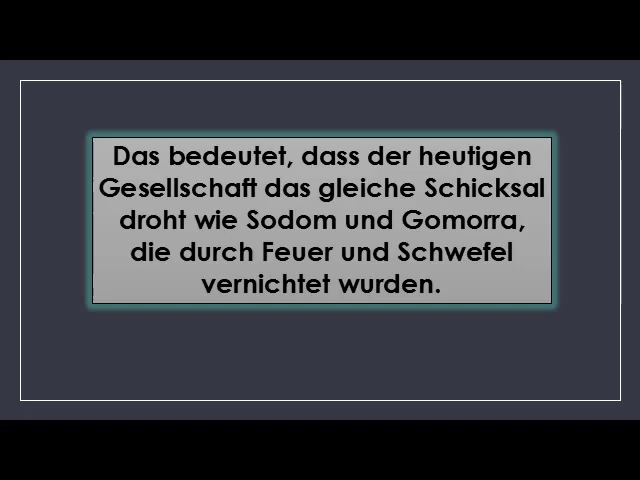 Das bedeutet, dass der heutigen
Gesellschaft das gleiche Schicksal
droht wie Sodom und Gomorra,
die durch Feuer und Schwefel
vernichtet wurden.